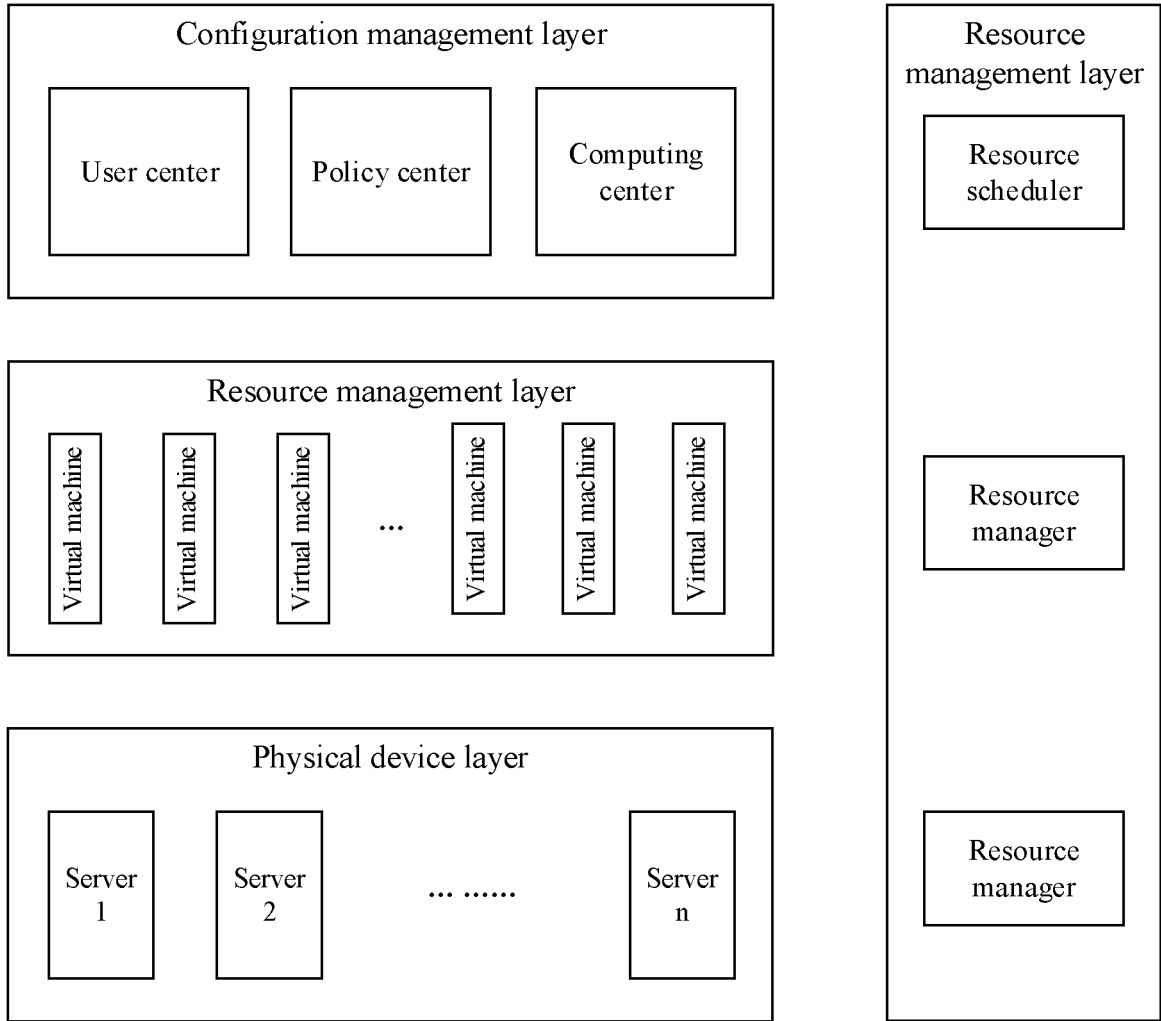 Configuration management layer
User center
Policy center
Computing
center
Resource management layer
Virtual machine
Virtual machine
Virtual machine
...
Virtual machine
Virtual machine
Virtual machine
Physical device layer
Server
1
Server
2
... ......
Server
n
Resource
management layer
Resource
scheduler
Resource
manager
Resource
manager